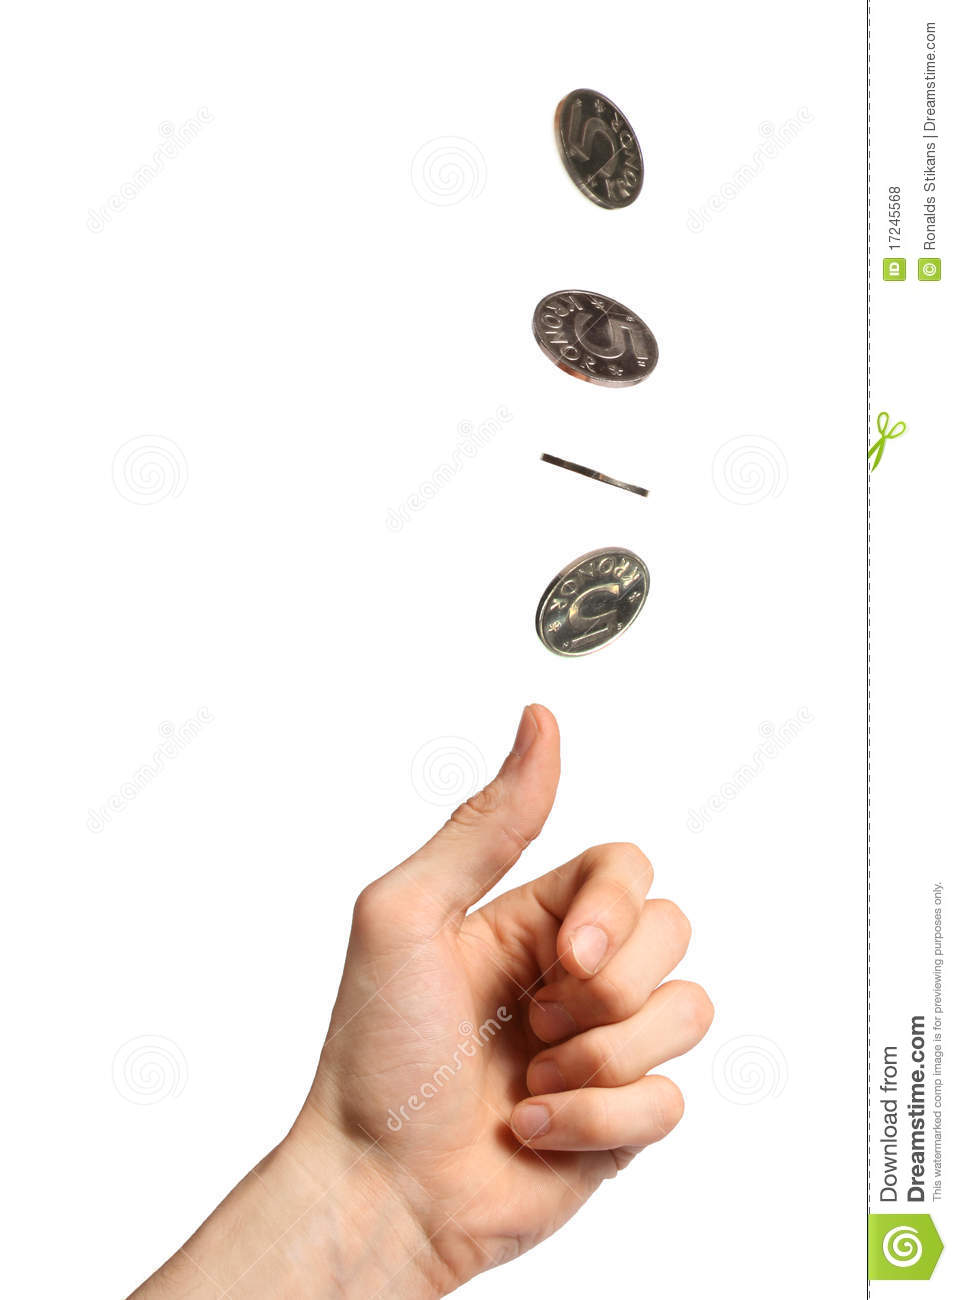 5 KRONOR
5 KRONOR
5 KRONOR
dreamstime
dreamstime
dreamstime
dreamstime
dreamstime
dreamstime
ID 17245568
© Ronalds Stikans | Dreamstime.com
Download from
Dreamstime.com
This watermarked comp image is for previewing purposes only.